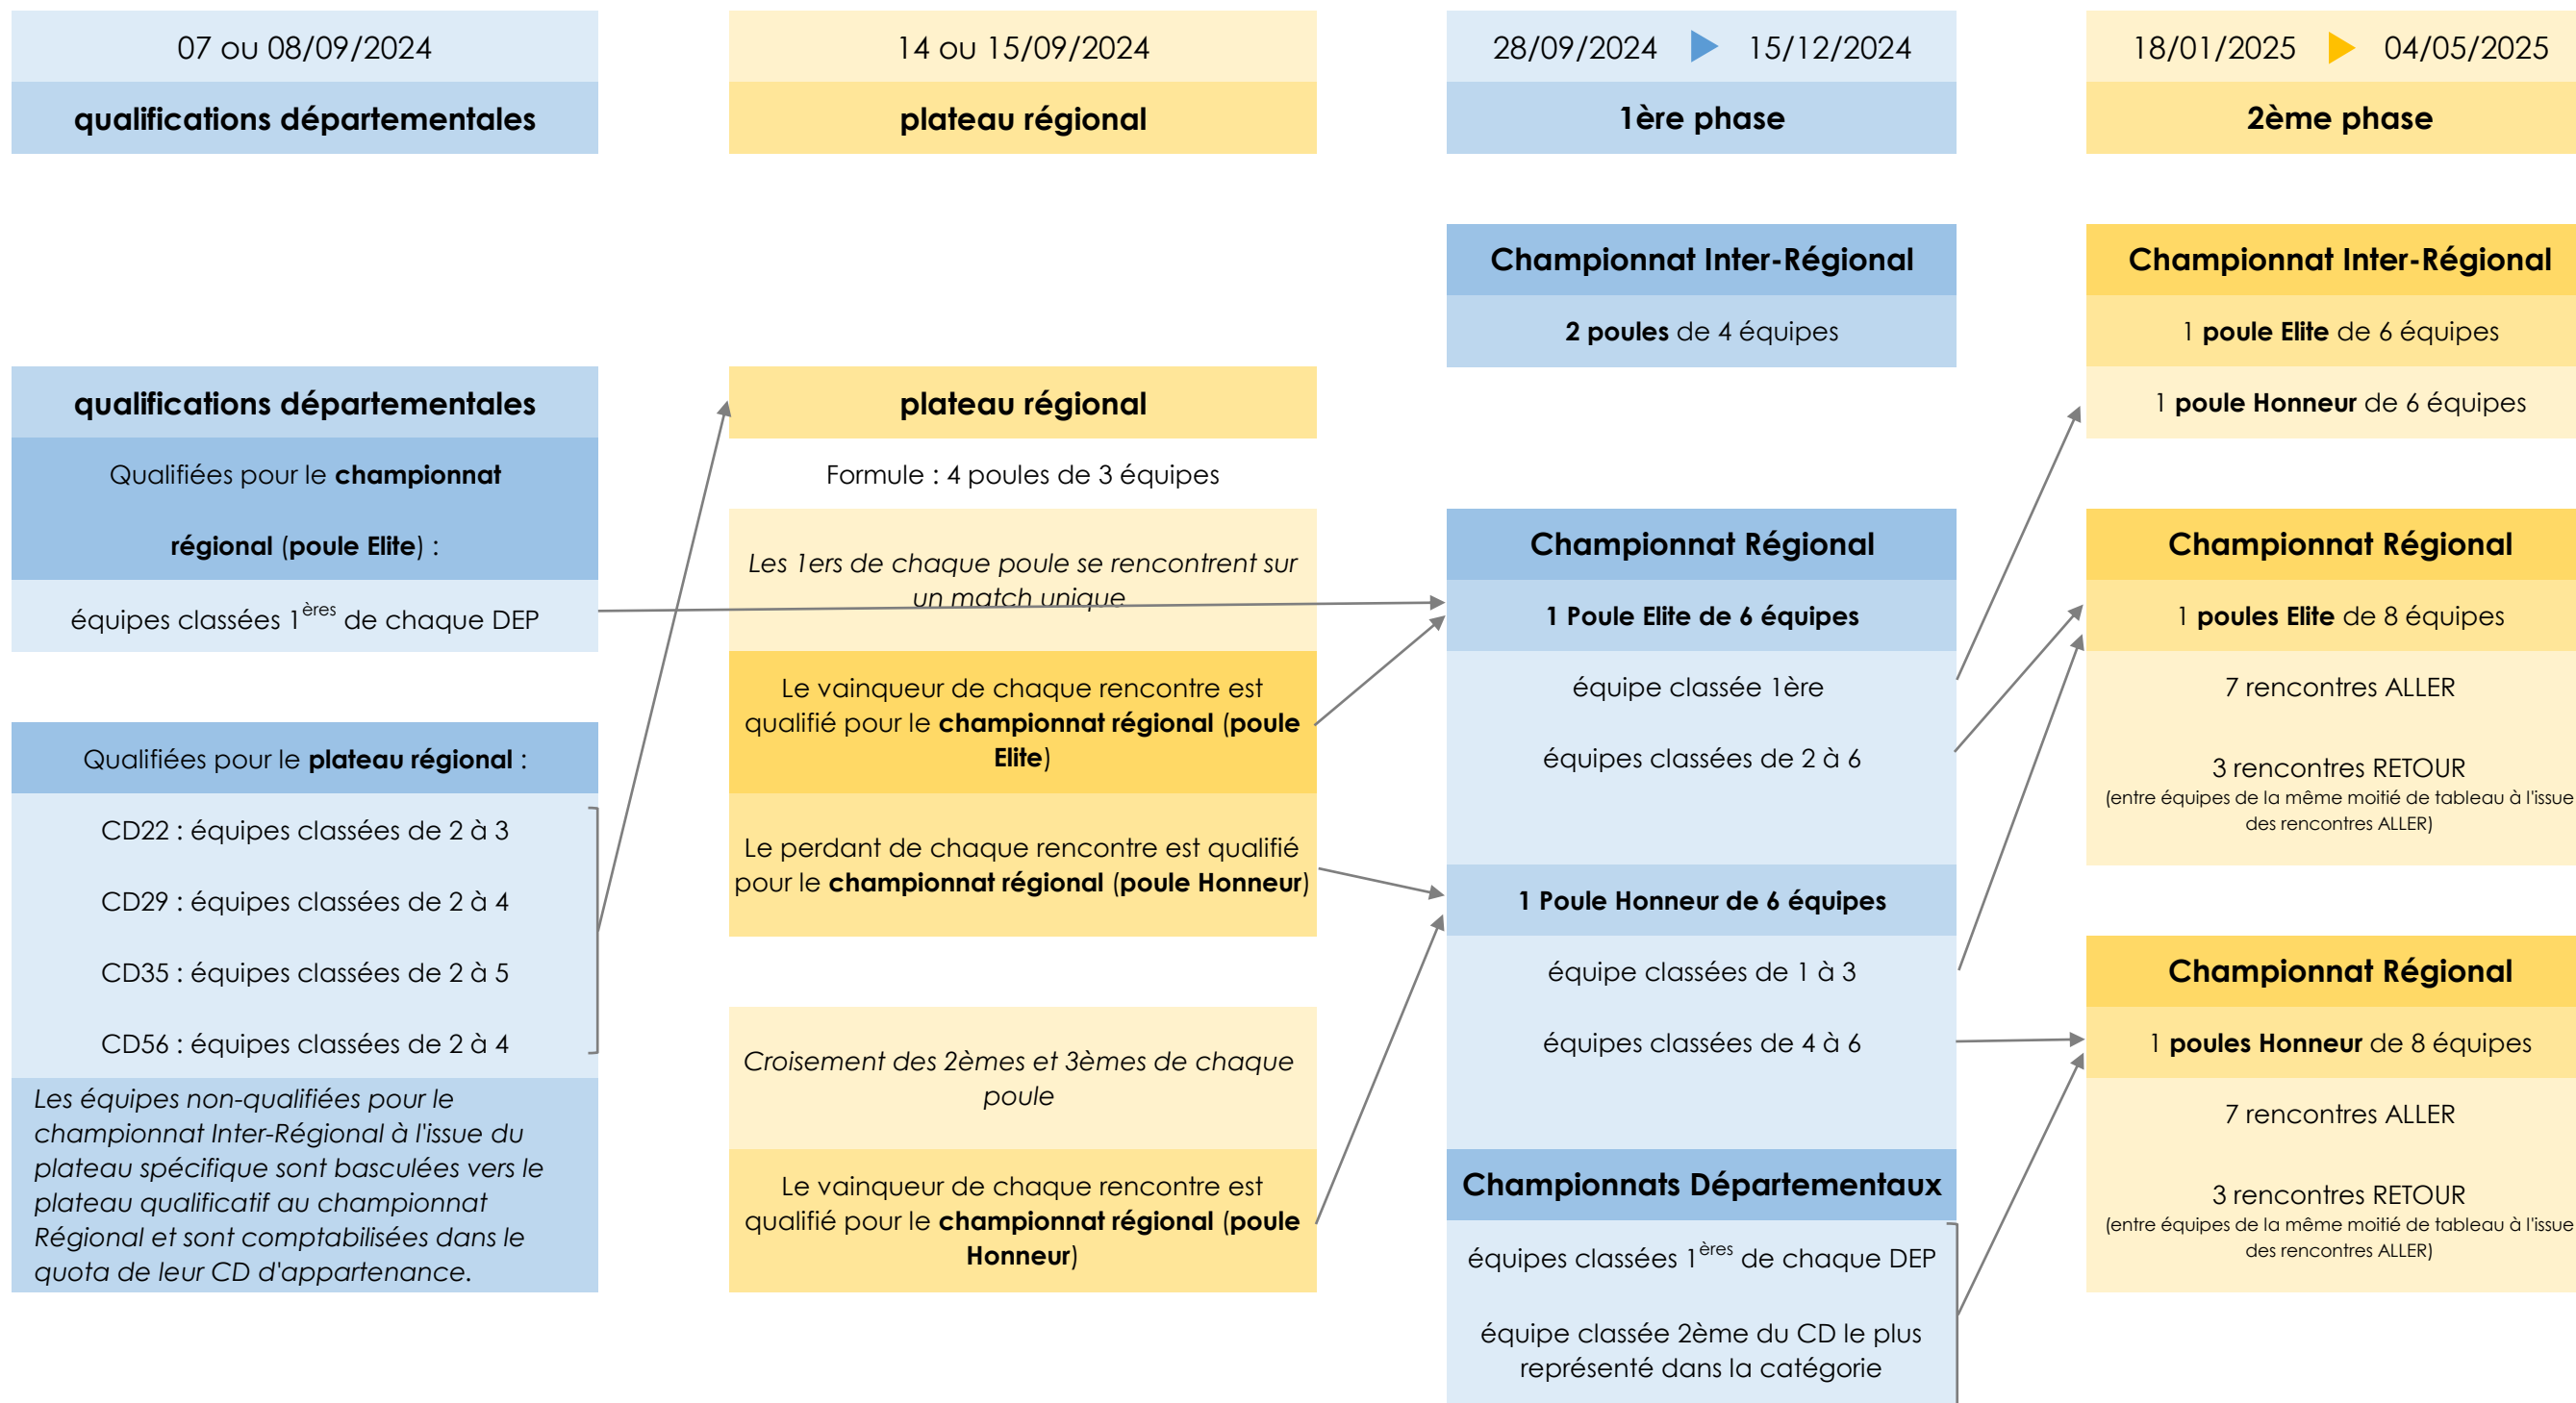 07 ou 08/09/2024
qualifications départementales
14 ou 15/09/2024
plateau régional
28/09/2024 15/12/2024
1ère phase
18/01/2025 04/05/2025
2ème phase
qualifications départementales
Qualifiées pour le championnat
régional (poule Elite) :
équipes classées 1ères de chaque DEP
Qualifiées pour le plateau régional :
CD22 : équipes classées de 2 à 3
CD29 : équipes classées de 2 à 4
CD35 : équipes classées de 2 à 5
CD56 : équipes classées de 2 à 4
Les équipes non-qualifiées pour le
championnat Inter-Régional à l'issue du
plateau spécifique sont basculées vers le
plateau qualificatif au championnat
Régional et sont comptabilisées dans le
quota de leur CD d'appartenance.
plateau régional
Formule : 4 poules de 3 équipes
Les 1ers de chaque poule se rencontrent sur
un match unique
Le vainqueur de chaque rencontre est
qualifié pour le championnat régional (poule
Elite)
Le perdant de chaque rencontre est qualifié
pour le championnat régional (poule Honneur)
Croisement des 2èmes et 3èmes de chaque
poule
Le vainqueur de chaque rencontre est
qualifié pour le championnat régional (poule
Honneur)
Championnat Inter-Régional
2 poules de 4 équipes
Championnat Régional
1 Poule Elite de 6 équipes
équipe classée 1ère
équipes classées de 2 à 6
1 Poule Honneur de 6 équipes
équipe classées de 1 à 3
équipes classées de 4 à 6
Championnats Départementaux
équipes classées 1ères de chaque DEP
équipe classée 2ème du CD le plus
représenté dans la catégorie
Championnat Inter-Régional
1 poule Elite de 6 équipes
1 poule Honneur de 6 équipes
Championnat Régional
1 poules Elite de 8 équipes
7 rencontres ALLER
3 rencontres RETOUR
(entre équipes de la même moitié de tableau à l'issue
des rencontres ALLER)
Championnat Régional
1 poules Honneur de 8 équipes
7 rencontres ALLER
3 rencontres RETOUR
(entre équipes de la même moitié de tableau à l'issue
des rencontres ALLER)